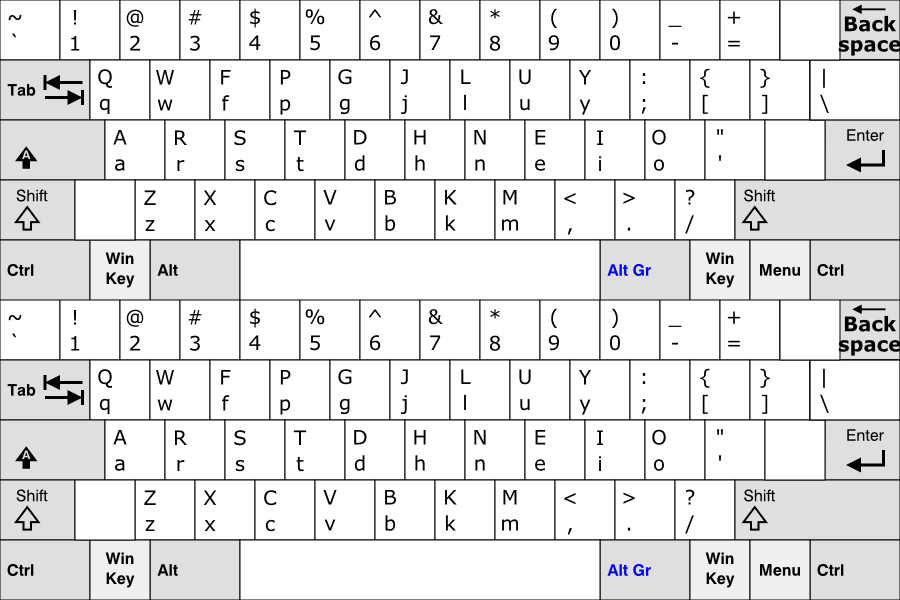 ~ ! @ # $ % ^ & * ( ) _ + Back
` 1 2 3 4 5 6 7 8 9 0 - = space
Tab Q W F P G J L U Y : { } |
q w f p g j l u y ; [ ] \
A A R S T D H N E I O " Enter
a r s t d h n e i o '
Shift Z X C V B K M < > ? Shift
z x c v b k m , . /
Ctrl Win Key Alt Alt Gr Win Key Menu Ctrl
~ ! @ # $ % ^ & * ( ) _ + Back
` 1 2 3 4 5 6 7 8 9 0 - = space
Tab Q W F P G J L U Y : { } |
q w f p g j l u y ; [ ] \
A A R S T D H N E I O " Enter
a r s t d h n e i o '
Shift Z X C V B K M < > ? Shift
z x c v b k m , . /
Ctrl Win Key Alt Alt Gr Win Key Menu Ctrl